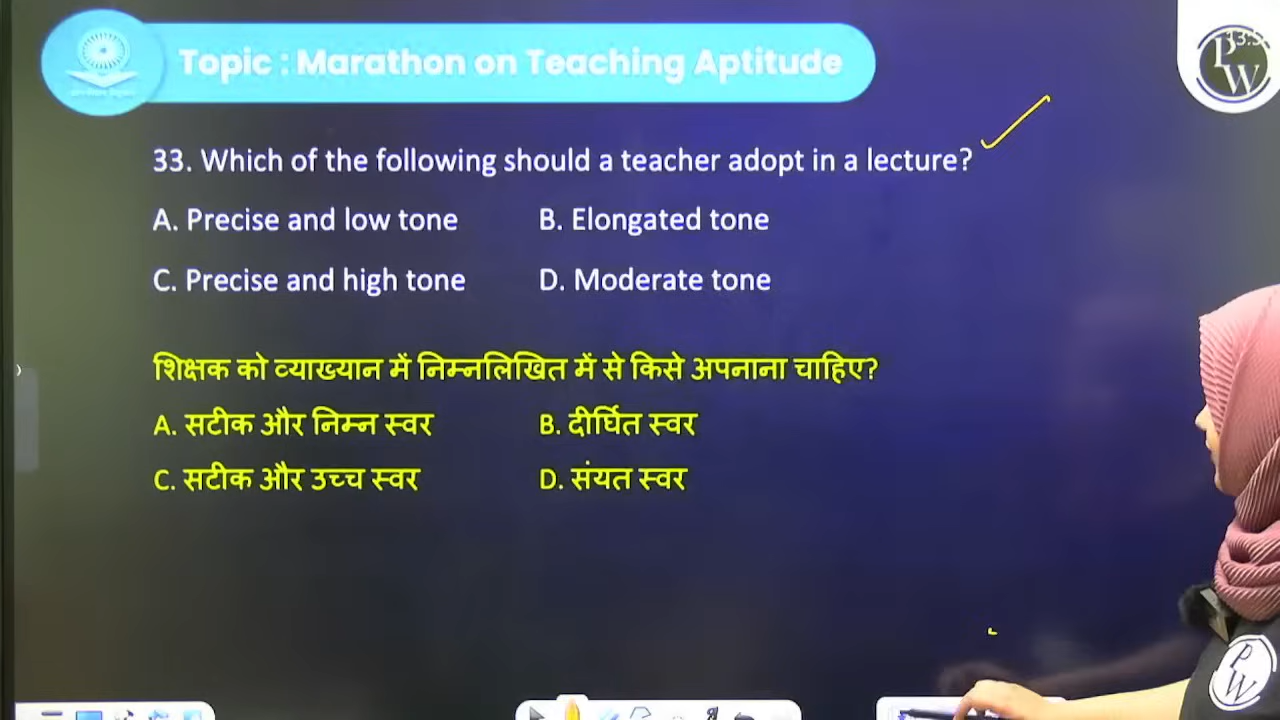 Topic : Marathon on Teaching Aptitude
33. Which of the following should a teacher adopt in a lecture?
A. Precise and low tone B. Elongated tone
C. Precise and high tone D. Moderate tone
शिक्षक को व्याख्यान में निम्नलिखित में से किसे अपनाना चाहिए?
A. सटीक और निम्न स्वर B. दीर्घित स्वर
C. सटीक और उच्च स्वर D. संयत स्वर
PW
PW